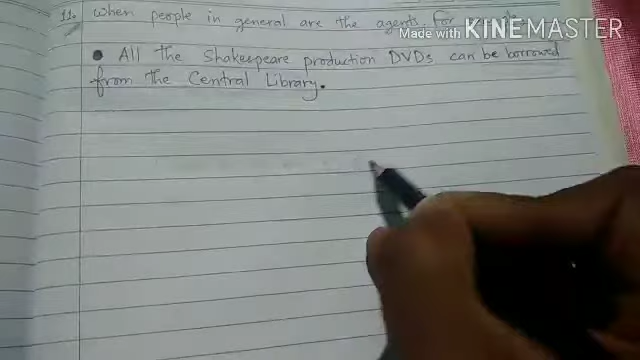 11. When people in general are the agents for
Made with KINEMASTER
• All the Shakespeare production DVDs can be borrowed
from the Central Library.